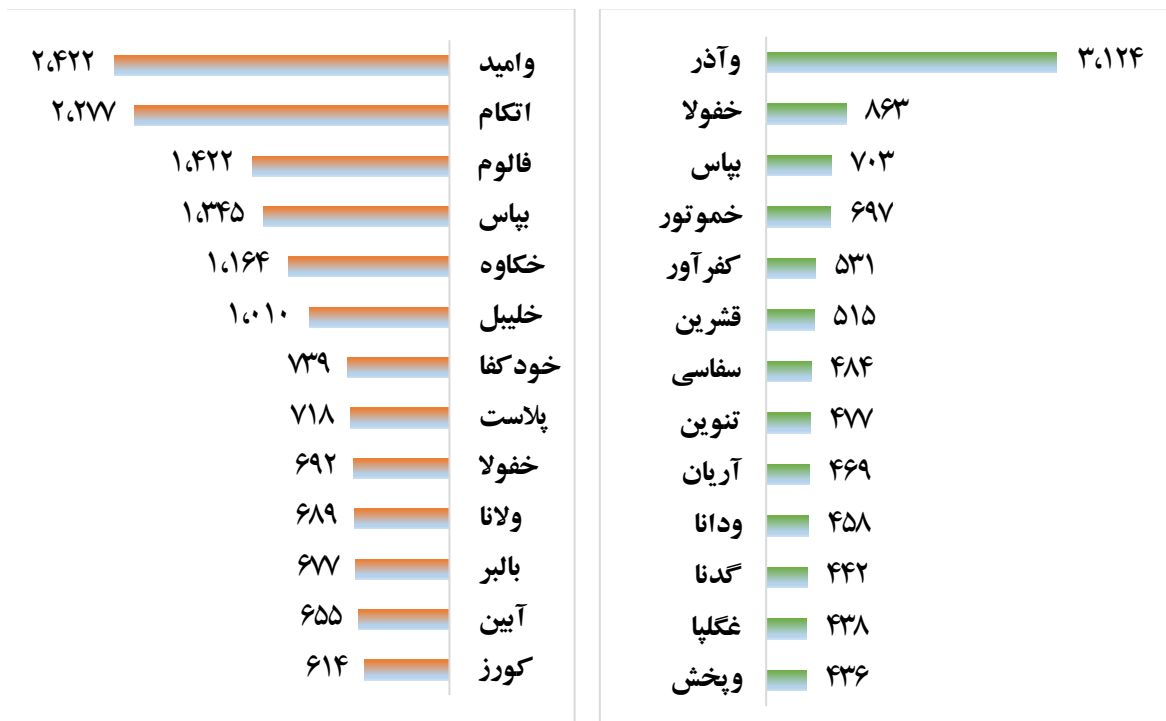 وآذر ۳،۱۲۴
خفولا ۸۶۳
بپاس ۷۰۳
خموتور ۶۹۷
کفرآور ۵۳۱
قشرین ۵۱۵
سفاسی ۴۸۴
تنوین ۴۷۷
آریان ۴۶۹
ودانا ۴۵۸
گدنا ۴۴۲
غگلپا ۴۳۸
وپخش ۴۳۶
وامید ۲،۴۲۲
اتکام ۲،۲۷۷
فالوم ۱،۴۲۲
بپاس ۱،۳۴۵
خکاوه ۱،۱۶۴
خلیبل ۱،۰۱۰
خودکفا ۷۳۹
پلاست ۷۱۸
خفولا ۶۹۲
ولانا ۶۸۹
بالبر ۶۷۷
آبین ۶۵۵
کورز ۶۱۴